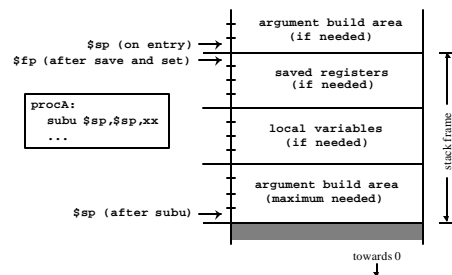 argument build area
(if needed)
$sp (on entry)
$fp (after save and set)
saved registers
(if needed)
procA:
subu $sp,$sp,xx
...
local variables
(if needed)
stack frame
argument build area
(maximum needed)
$sp (after subu)
towards 0